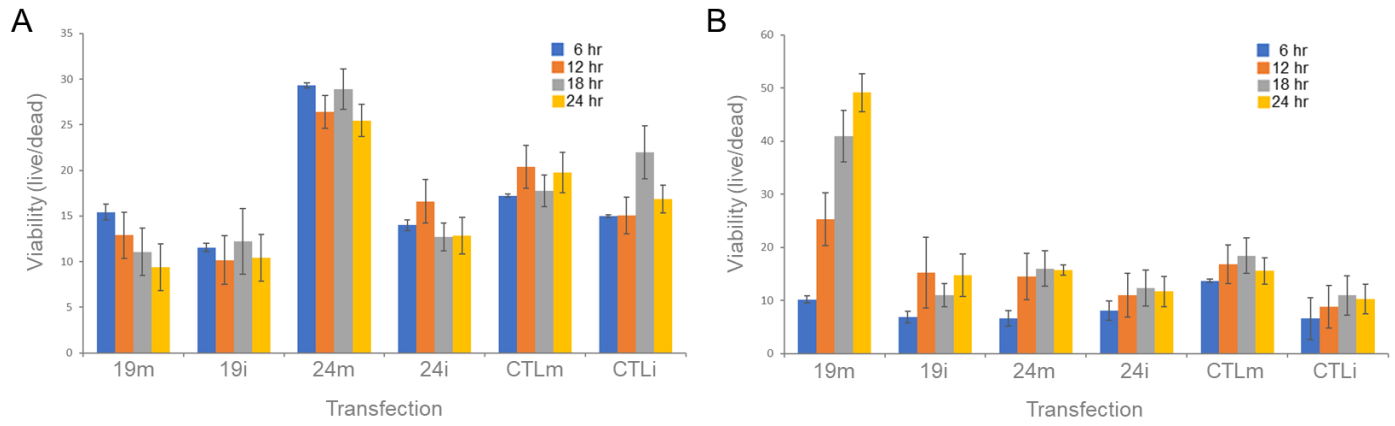 A
35
30
25
20
15
10
5
0
Viability (live/dead)
6 hr
12 hr
18 hr
24 hr
19m 19i 24m 24i CTLm CTLi
Transfection
B
60
50
40
30
20
10
0
Viability (live/dead)
6 hr
12 hr
18 hr
24 hr
19m 19i 24m 24i CTLm CTLi
Transfection